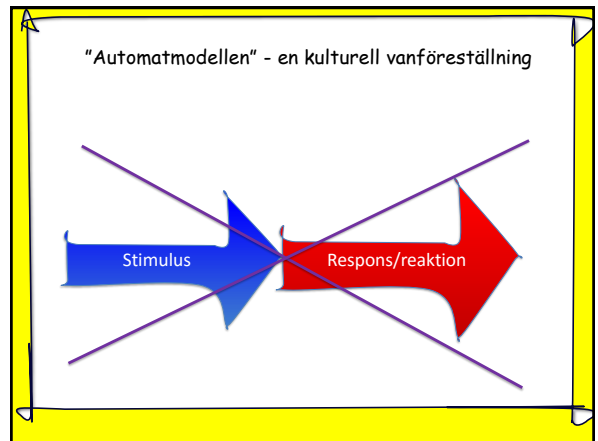 ”Automatmodellen” - en kulturell vanföreställning
Stimulus
Respons/reaktion